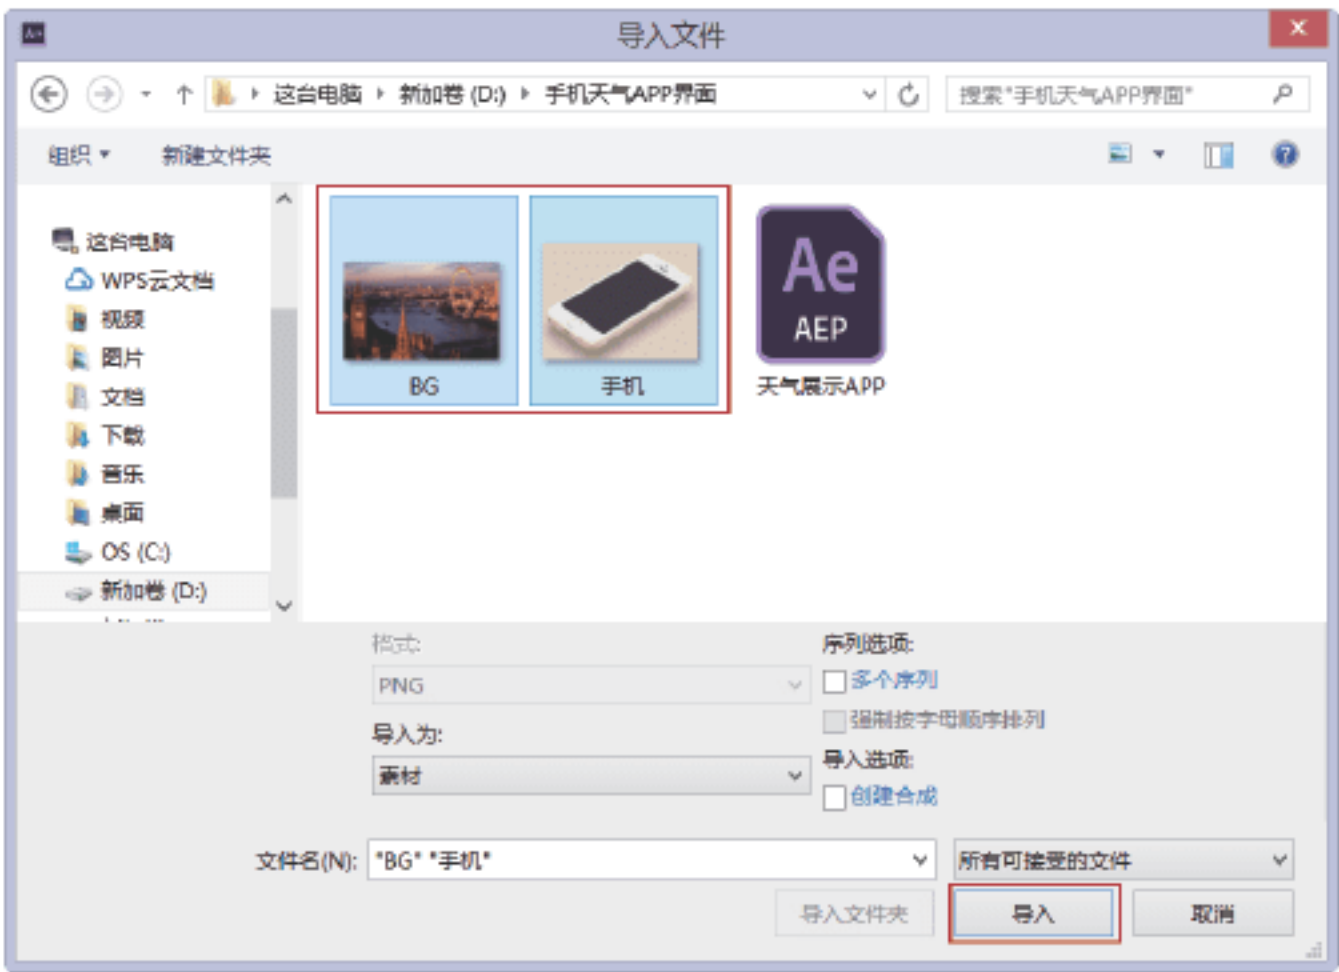 导入文件
这台电脑 新加卷 (D:) 手机天气APP界面
搜索"手机天气APP界面"
组织 新建文件夹
这台电脑
WPS云文档
视频
图片
文档
下载
音乐
桌面
OS (C:)
新加卷 (D:)
BG
手机
Ae
AEP
天气展示APP
格式:
PNG
导入为:
素材
序列选项:
多个序列
强制按字母顺序排列
导入选项:
创建合成
文件名(N): "BG" "手机"
所有可接受的文件
导入文件夹 导入 取消